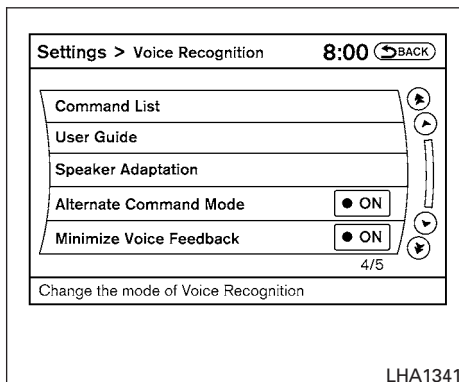 Settings > Voice Recognition 8:00 BACK
Command List
User Guide
Speaker Adaptation
Alternate Command Mode ON
Minimize Voice Feedback ON
4/5
Change the mode of Voice Recognition
LHA1341